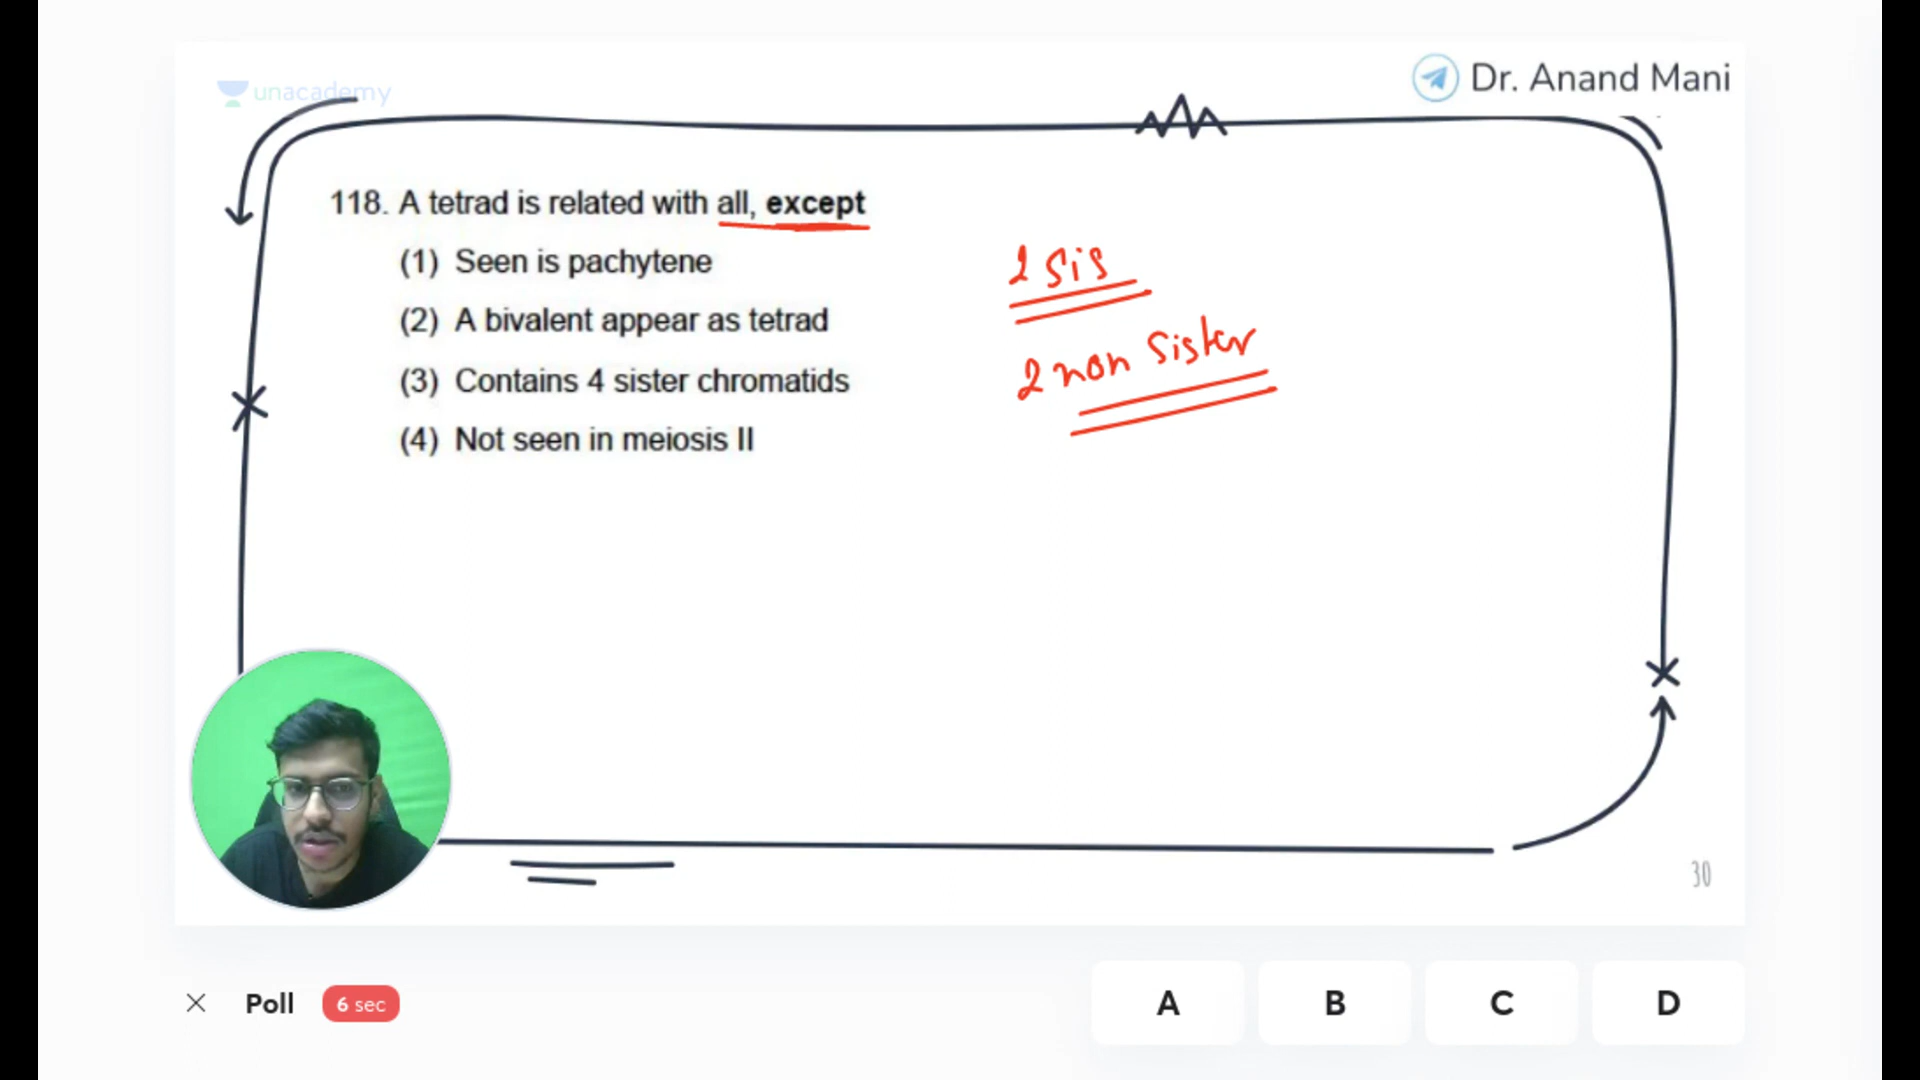 unacademy
Dr. Anand Mani
118. A tetrad is related with all, except
(1) Seen is pachytene
(2) A bivalent appear as tetrad
(3) Contains 4 sister chromatids
(4) Not seen in meiosis II
2 sis
2 non sister
30
Poll 6 sec A B C D